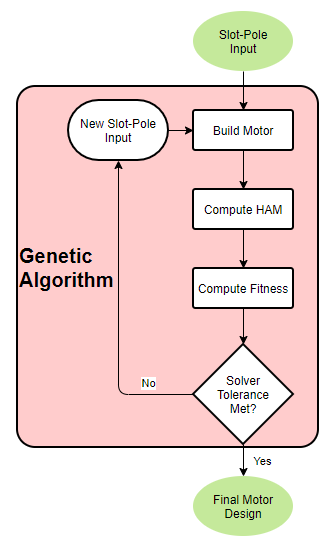 Slot-Pole
Input
New Slot-Pole
Input
Build Motor
Compute HAM
Genetic
Algorithm
Compute Fitness
Solver
Tolerance
Met?
No
Yes
Final Motor
Design